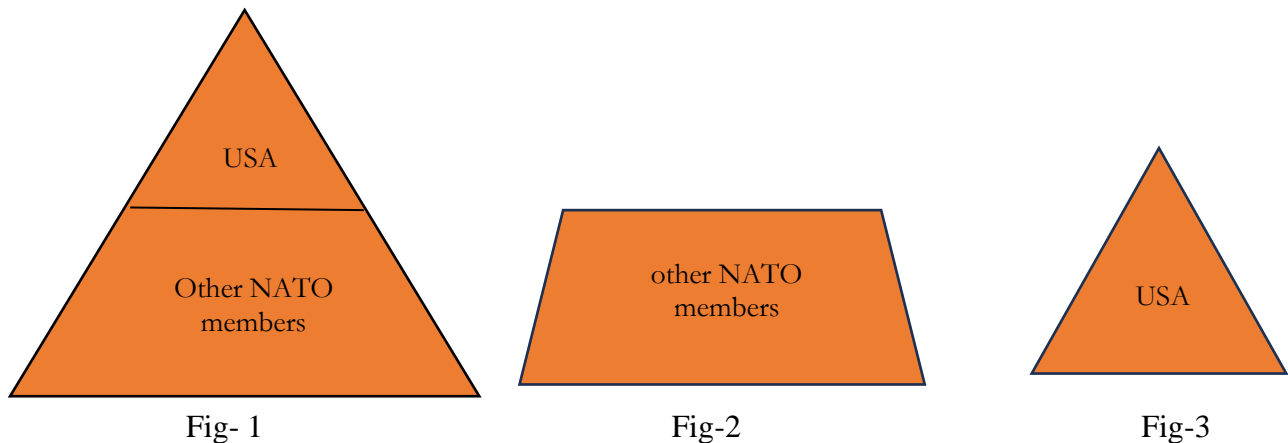 USA
Other NATO
members
Fig- 1
other NATO
members
Fig-2
USA
Fig-3